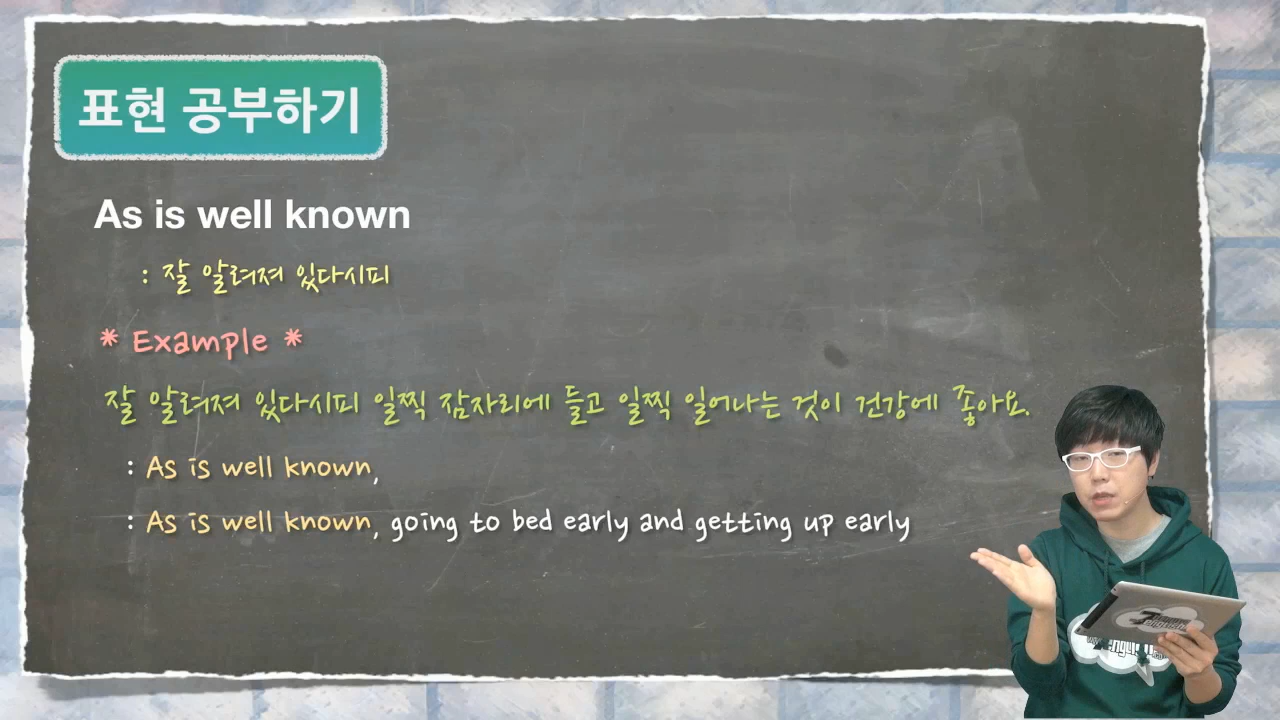 표현 공부하기
As is well known
: 잘 알려져 있다시피
* Example *
잘 알려져 있다시피 일찍 잠자리에 들고 일찍 일어나는 것이 건강에 좋아요.
: As is well known,
: As is well known, going to bed early and getting up early